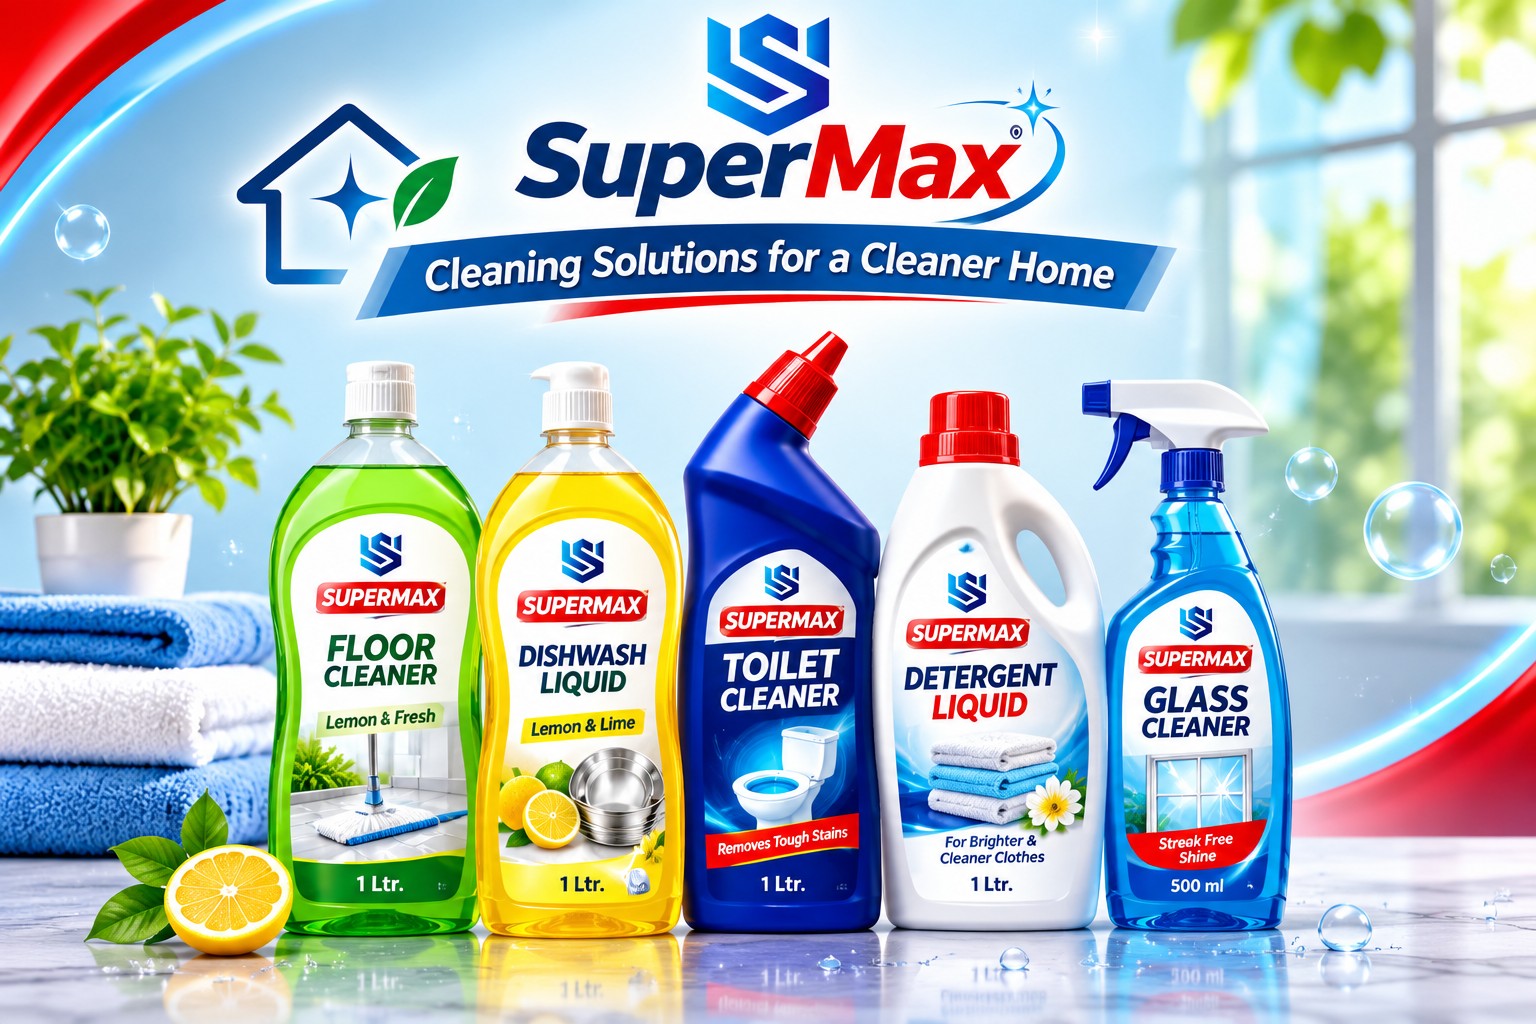 SuperMax®
Cleaning Solutions for a Cleaner Home
SUPERMAX
FLOOR
CLEANER
Lemon & Fresh
1 Ltr.
SUPERMAX
DISHWASH
LIQUID
Lemon & Lime
1 Ltr.
SUPERMAX
TOILET
CLEANER
Removes Tough Stains
1 Ltr.
SUPERMAX
DETERGENT
LIQUID
For Brighter &
Cleaner Clothes
1 Ltr.
SUPERMAX
GLASS
CLEANER
Streak Free
Shine
500 ml